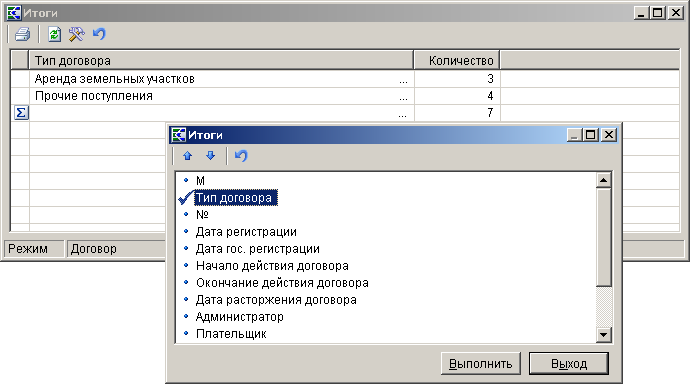 Итоги
Тип договора Количество
Аренда земельных участков ... 3
Прочие поступления ... 4
Σ ... 7
Итоги
М
Тип договора
№
Дата регистрации
Дата гос. регистрации
Начало действия договора
Окончание действия договора
Дата расторжения договора
Администратор
Плательщик
Выполнить Выход
Режим Договор